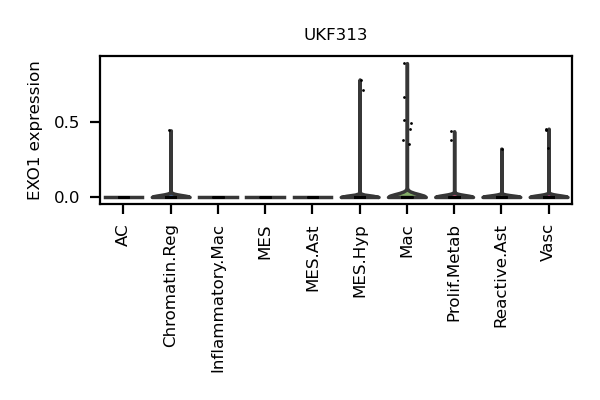 UKF313
EXO1 expression
0.5
0.0
AC
Chromatin.Reg
Inflammatory.Mac
MES
MES.Ast
MES.Hyp
Mac
Prolif.Metab
Reactive.Ast
Vasc